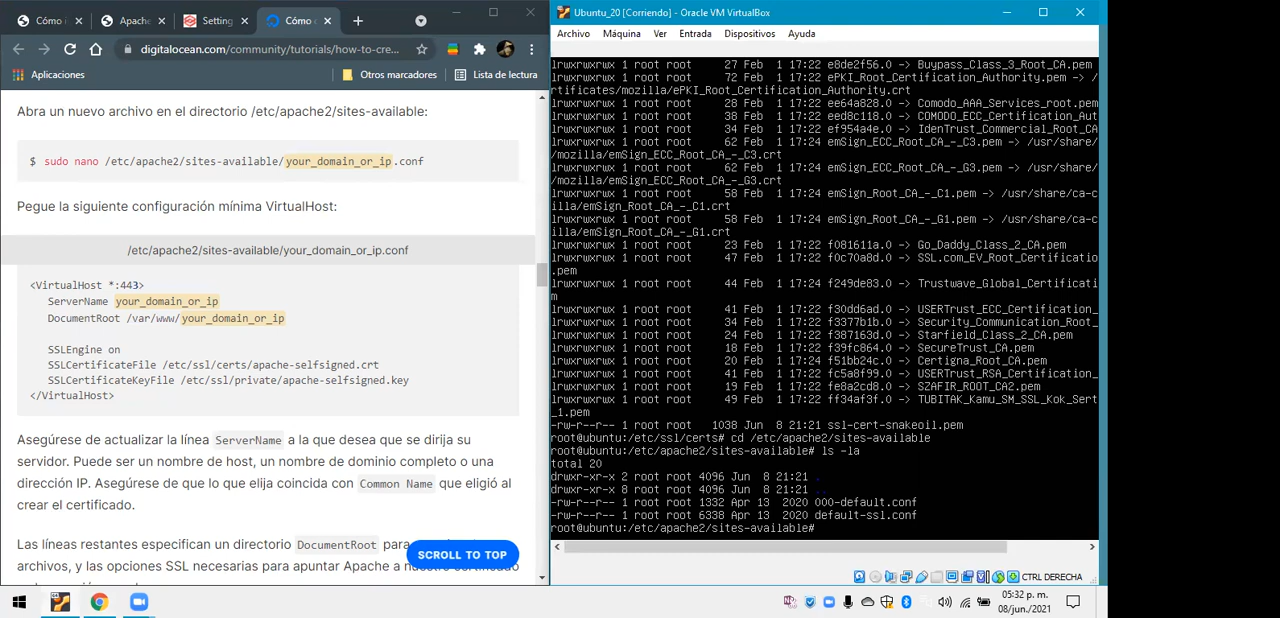 Cómo
Apache
Setting
Cómo c
digitalocean.com/community/tutorials/how-to-cre...
Aplicaciones
Otros marcadores
Lista de lectura
Abra un nuevo archivo en el directorio /etc/apache2/sites-available:
$ sudo nano /etc/apache2/sites-available/your_domain_or_ip.conf
Pegue la siguiente configuración mínima VirtualHost:
/etc/apache2/sites-available/your_domain_or_ip.conf
<VirtualHost *:443>
ServerName your_domain_or_ip
DocumentRoot /var/www/your_domain_or_ip
SSLEngine on
SSLCertificateFile /etc/ssl/certs/apache-selfsigned.crt
SSLCertificateKeyFile /etc/ssl/private/apache-selfsigned.key
</VirtualHost>
Asegúrese de actualizar la línea ServerName a la que desea que se dirija su
servidor. Puede ser un nombre de host, un nombre de dominio completo o una
dirección IP. Asegúrese de que lo que elija coincida con Common Name que eligió al
crear el certificado.
Las líneas restantes especifican un directorio DocumentRoot
archivos, y las opciones SSL necesarias para apuntar Apache a
SCROLL TO TOP
Ubuntu_20 [Corriendo] - Oracle VM VirtualBox
Archivo Máquina Ver Entrada Dispositivos Ayuda
lrwxrwxrwx 1 root root 27 Feb 1 17:22 e8de2f56.0 -> Buypass_Class_3_Root_CA.pem
lrwxrwxrwx 1 root root 72 Feb 1 17:22 ePKI_Root_Certification_Authority.pem -> /
rtificates/mozilla/ePKI_Root_Certification_Authority.crt
lrwxrwxrwx 1 root root 28 Feb 1 17:22 ee64a828.0 -> Comodo_AAA_Services_root.pem
lrwxrwxrwx 1 root root 38 Feb 1 17:22 eed8c118.0 -> COMODO_ECC_Certification_Aut
lrwxrwxrwx 1 root root 34 Feb 1 17:22 ef954a4e.0 -> IdenTrust_Commercial_Root_CA
lrwxrwxrwx 1 root root 62 Feb 1 17:22 emSign_ECC_Root_CA_-_C3.pem -> /usr/share/
/mozilla/emSign_ECC_Root_CA_-_C3.crt
lrwxrwxrwx 1 root root 62 Feb 1 17:22 emSign_ECC_Root_CA_-_G3.pem -> /usr/share/
/mozilla/emSign_ECC_Root_CA_-_G3.crt
lrwxrwxrwx 1 root root 58 Feb 1 17:24 emSign_Root_CA_-_C1.pem -> /usr/share/ca-c
illa/emSign_Root_CA_-_C1.crt
lrwxrwxrwx 1 root root 58 Feb 1 17:22 emSign_Root_CA_-_G1.pem -> /usr/share/ca-c
illa/emSign_Root_CA_-_G1.crt
lrwxrwxrwx 1 root root 23 Feb 1 17:22 f081611a.0 -> Go_Daddy_Class_2_CA.pem
lrwxrwxrwx 1 root root 47 Feb 1 17:22 f0c70a8d.0 -> SSL.com_EV_Root_Certificatio
.pem
lrwxrwxrwx 1 root root 44 Feb 1 17:24 f249de83.0 -> Trustwave_Global_Certificati
m
lrwxrwxrwx 1 root root 41 Feb 1 17:22 f30dd6ad.0 -> USERTrust_ECC_Certification_
lrwxrwxrwx 1 root root 34 Feb 1 17:22 f3377b1b.0 -> Security_Communication_Root_
lrwxrwxrwx 1 root root 24 Feb 1 17:22 f387163d.0 -> Starfield_Class_2_CA.pem
lrwxrwxrwx 1 root root 18 Feb 1 17:22 f39fc864.0 -> SecureTrust_CA.pem
lrwxrwxrwx 1 root root 20 Feb 1 17:22 f51bb24c.0 -> Certigna_Root_CA.pem
lrwxrwxrwx 1 root root 41 Feb 1 17:22 fc5a8f99.0 -> USERTrust_RSA_Certification_
lrwxrwxrwx 1 root root 19 Feb 1 17:22 fe8a2cd8.0 -> SZAFIR_ROOT_CA2.pem
lrwxrwxrwx 1 root root 49 Feb 1 17:22 ff34af3f.0 -> TUBITAK_Kamu_SM_SSL_Kok_Sert
_1.pem
-rw-r--r-- 1 root root 1038 Jun 8 21:21 ssl-cert-snakeoil.pem
root@ubuntu:/etc/ssl/certs# cd /etc/apache2/sites-available
root@ubuntu:/etc/apache2/sites-available# ls -la
total 20
drwxr-xr-x 2 root root 4096 Jun 8 21:21 .
drwxr-xr-x 8 root root 4096 Jun 8 21:21 ..
-rw-r--r-- 1 root root 1332 Apr 13 2020 000-default.conf
-rw-r--r-- 1 root root 6338 Apr 13 2020 default-ssl.conf
root@ubuntu:/etc/apache2/sites-available#
CTRL DERECHA
05:32 p. m.
08/jun./2021